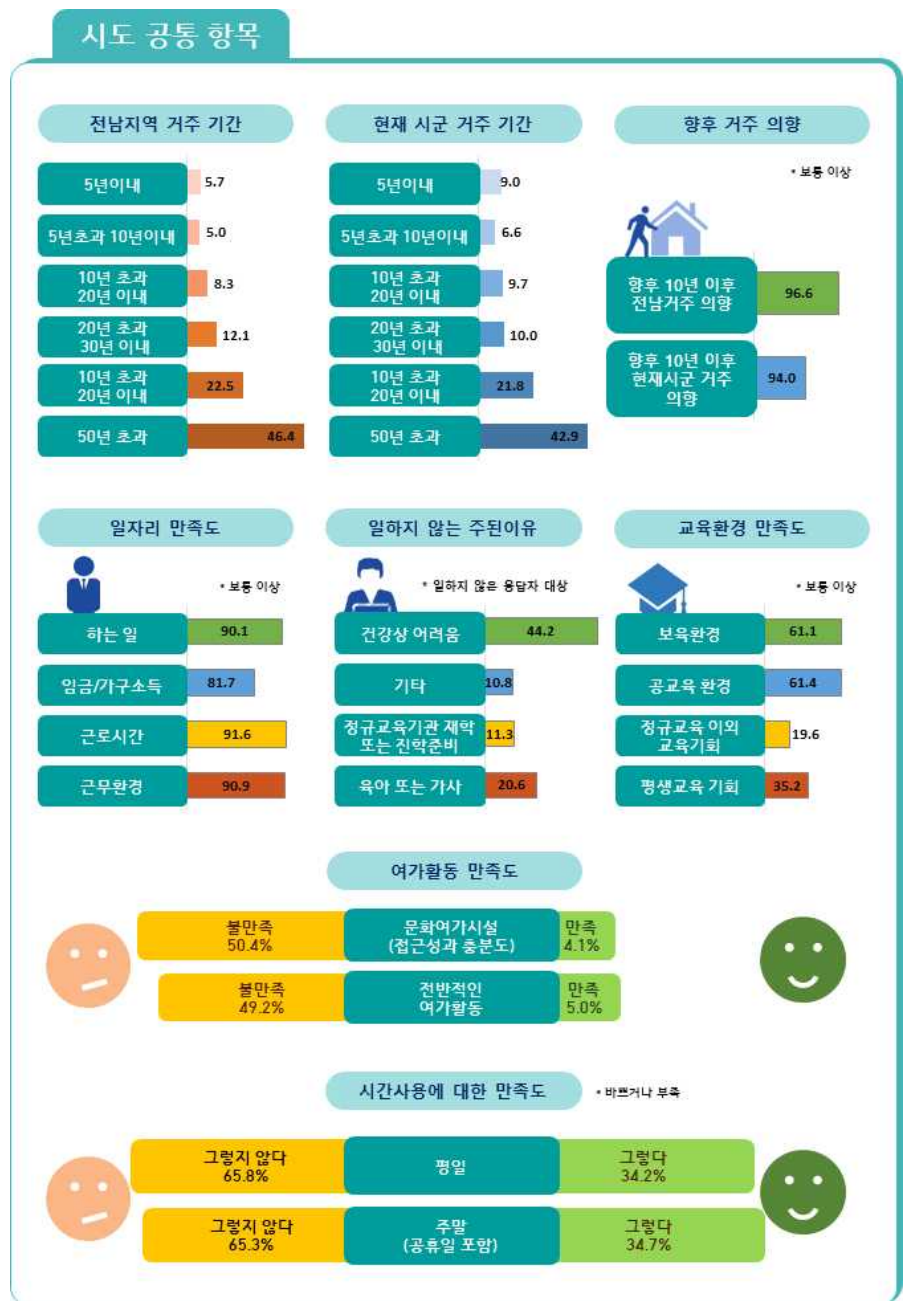 시도 공통 항목
전남지역 거주 기간
5년이내
5.7
5년초과 10년이내
5.0
10년 초과
20년 이내
8.3
20년 초과
30년 이내
12.1
10년 초과
20년 이내
22.5
50년 초과
46.4
현재 시군 거주 기간
5년이내
9.0
5년초과 10년이내
6.6
10년 초과
20년 이내
9.7
20년 초과
30년 이내
10.0
10년 초과
20년 이내
21.8
50년 초과
42.9
향후 거주 의향
* 보통 이상
향후 10년 이후
전남거주 의향
96.6
향후 10년 이후
현재시군 거주
의향
94.0
일자리 만족도
* 보통 이상
하는 일
90.1
임금/가구소득
81.7
근로시간
91.6
근무환경
90.9
일하지 않는 주된이유
* 일하지 않은 응답자 대상
건강상 어려움
44.2
기타
10.8
정규교육기관 재학
또는 진학준비
11.3
육아 또는 가사
20.6
교육환경 만족도
* 보통 이상
보육환경
61.1
공교육 환경
61.4
정규교육 이외
교육기회
19.6
평생교육 기회
35.2
여가활동 만족도
불만족
50.4%
문화여가시설
(접근성과 충분도)
만족
4.1%
불만족
49.2%
전반적인
여가활동
만족
5.0%
시간사용에 대한 만족도
* 바쁘거나 부족
그렇지 않다
65.8%
평일
그렇다
34.2%
그렇지 않다
65.3%
주말
(공휴일 포함)
그렇다
34.7%